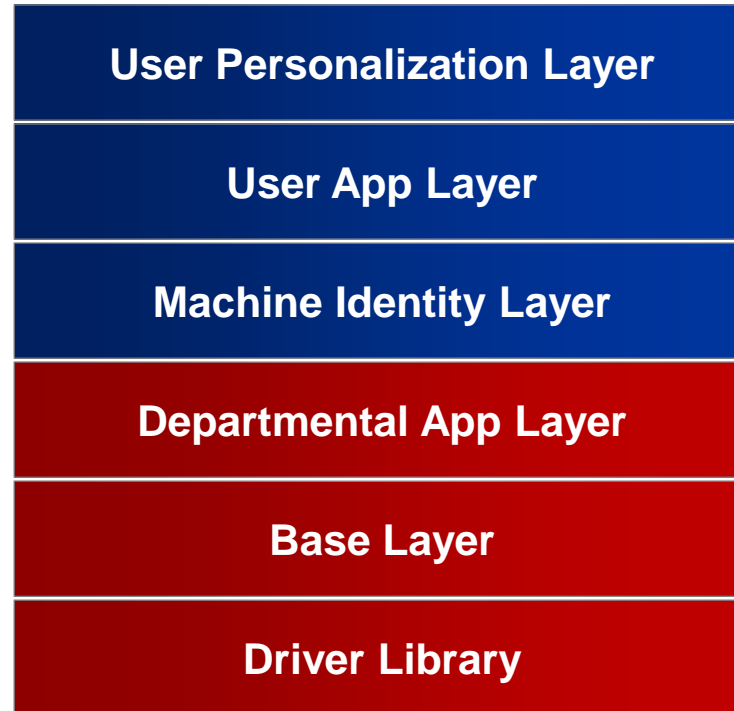 User Personalization Layer
User App Layer
Machine Identity Layer
Departmental App Layer
Base Layer
Driver Library